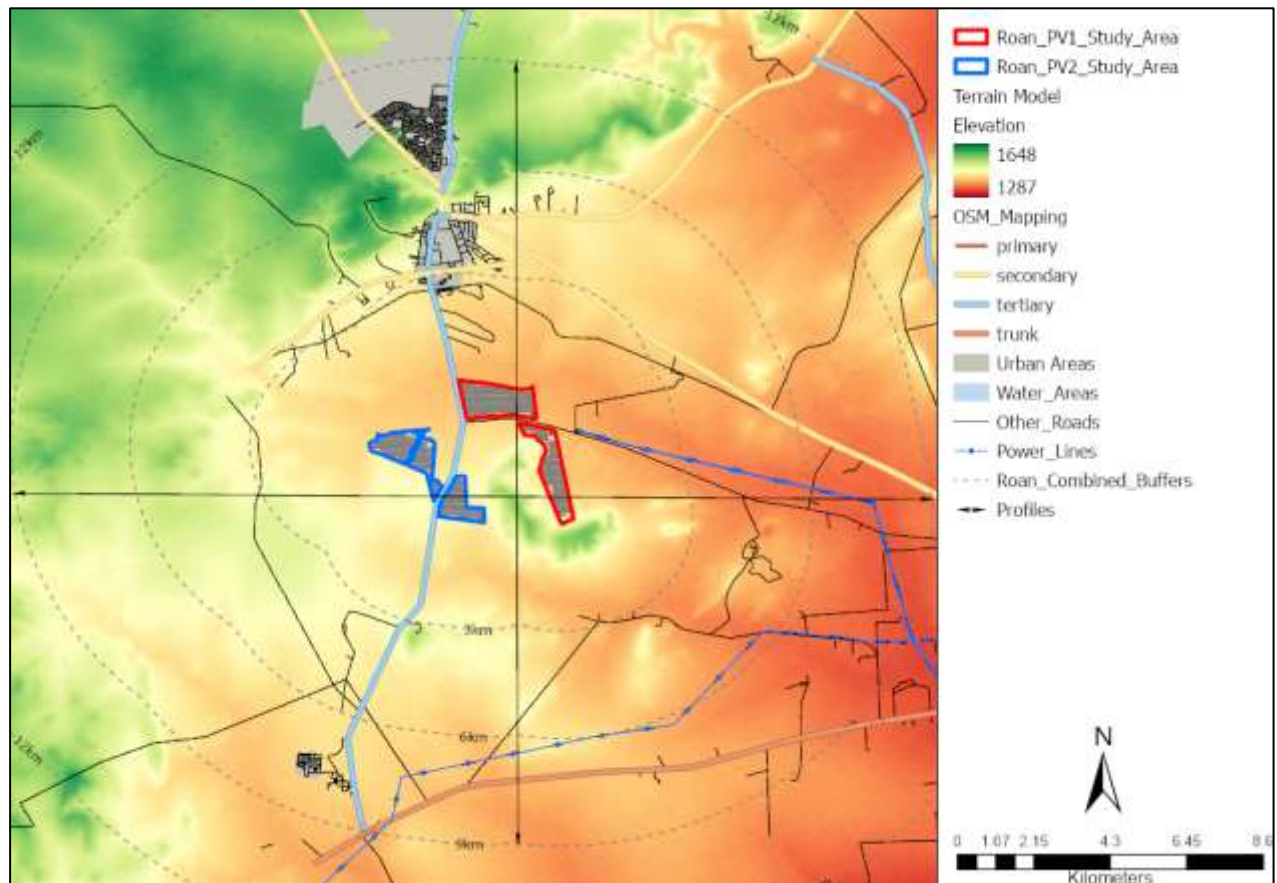 12km
12km
3km
6km
12km
9km
Roan_PV1_Study_Area
Roan_PV2_Study_Area
Terrain Model
Elevation
1648
1287
OSM_Mapping
primary
secondary
tertiary
trunk
Urban Areas
Water_Areas
Other_Roads
Power_Lines
Roan_Combined_Buffers
Profiles
N
0 1.07 2.15 4.3 6.45 8.6
Kilometers